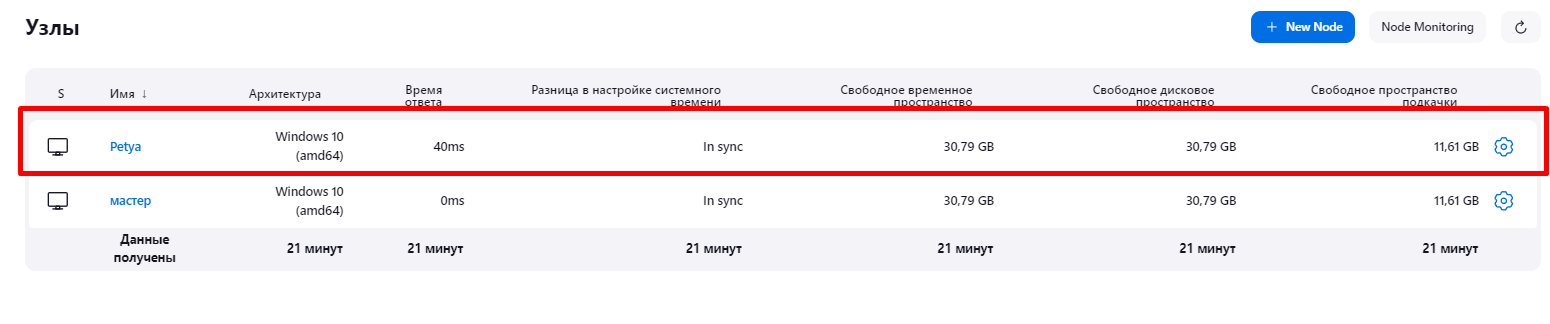 Узлы
New Node
Node Monitoring
S
Имя ↓
Архитектура
Время
ответа
Разница в настройке системного
времени
Свободное временное
пространство
Свободное дисковое
пространство
Свободное пространство
подкачки
Petya
Windows 10
(amd64)
40ms
In sync
30,79 GB
30,79 GB
11,61 GB
мастер
Windows 10
(amd64)
0ms
In sync
30,79 GB
30,79 GB
11,61 GB
Данные
получены
21 минут
21 минут
21 минут
21 минут
21 минут
21 минут